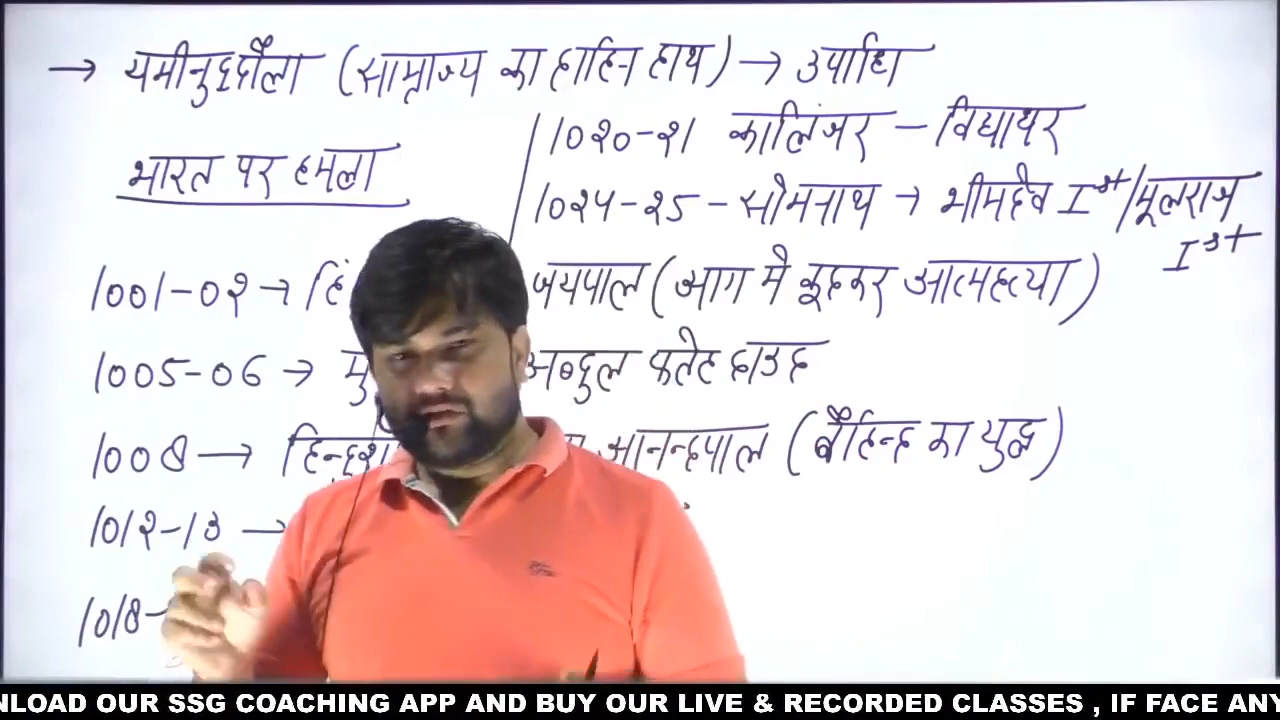 → यमीनुद्दौला (साम्राज्य का दाहिन हाथ) → उपाधि
भारत पर हमला
1020-21 कालिंजर – विद्याधर
1024-25 - सोमनाथ → भीमदेव Ist/मूलराज Ist
1001-02 → हिं जयपाल (आग मे कूदकर आत्महत्या)
1005-06 → मु अब्दुल फतेह दाउद
1008 → हिन्दूशा आनन्दपाल (बैहिन्द का युद्ध)
1012-13 →
1018-
NLOAD OUR SSG COACHING APP AND BUY OUR LIVE & RECORDED CLASSES , IF FACE ANY